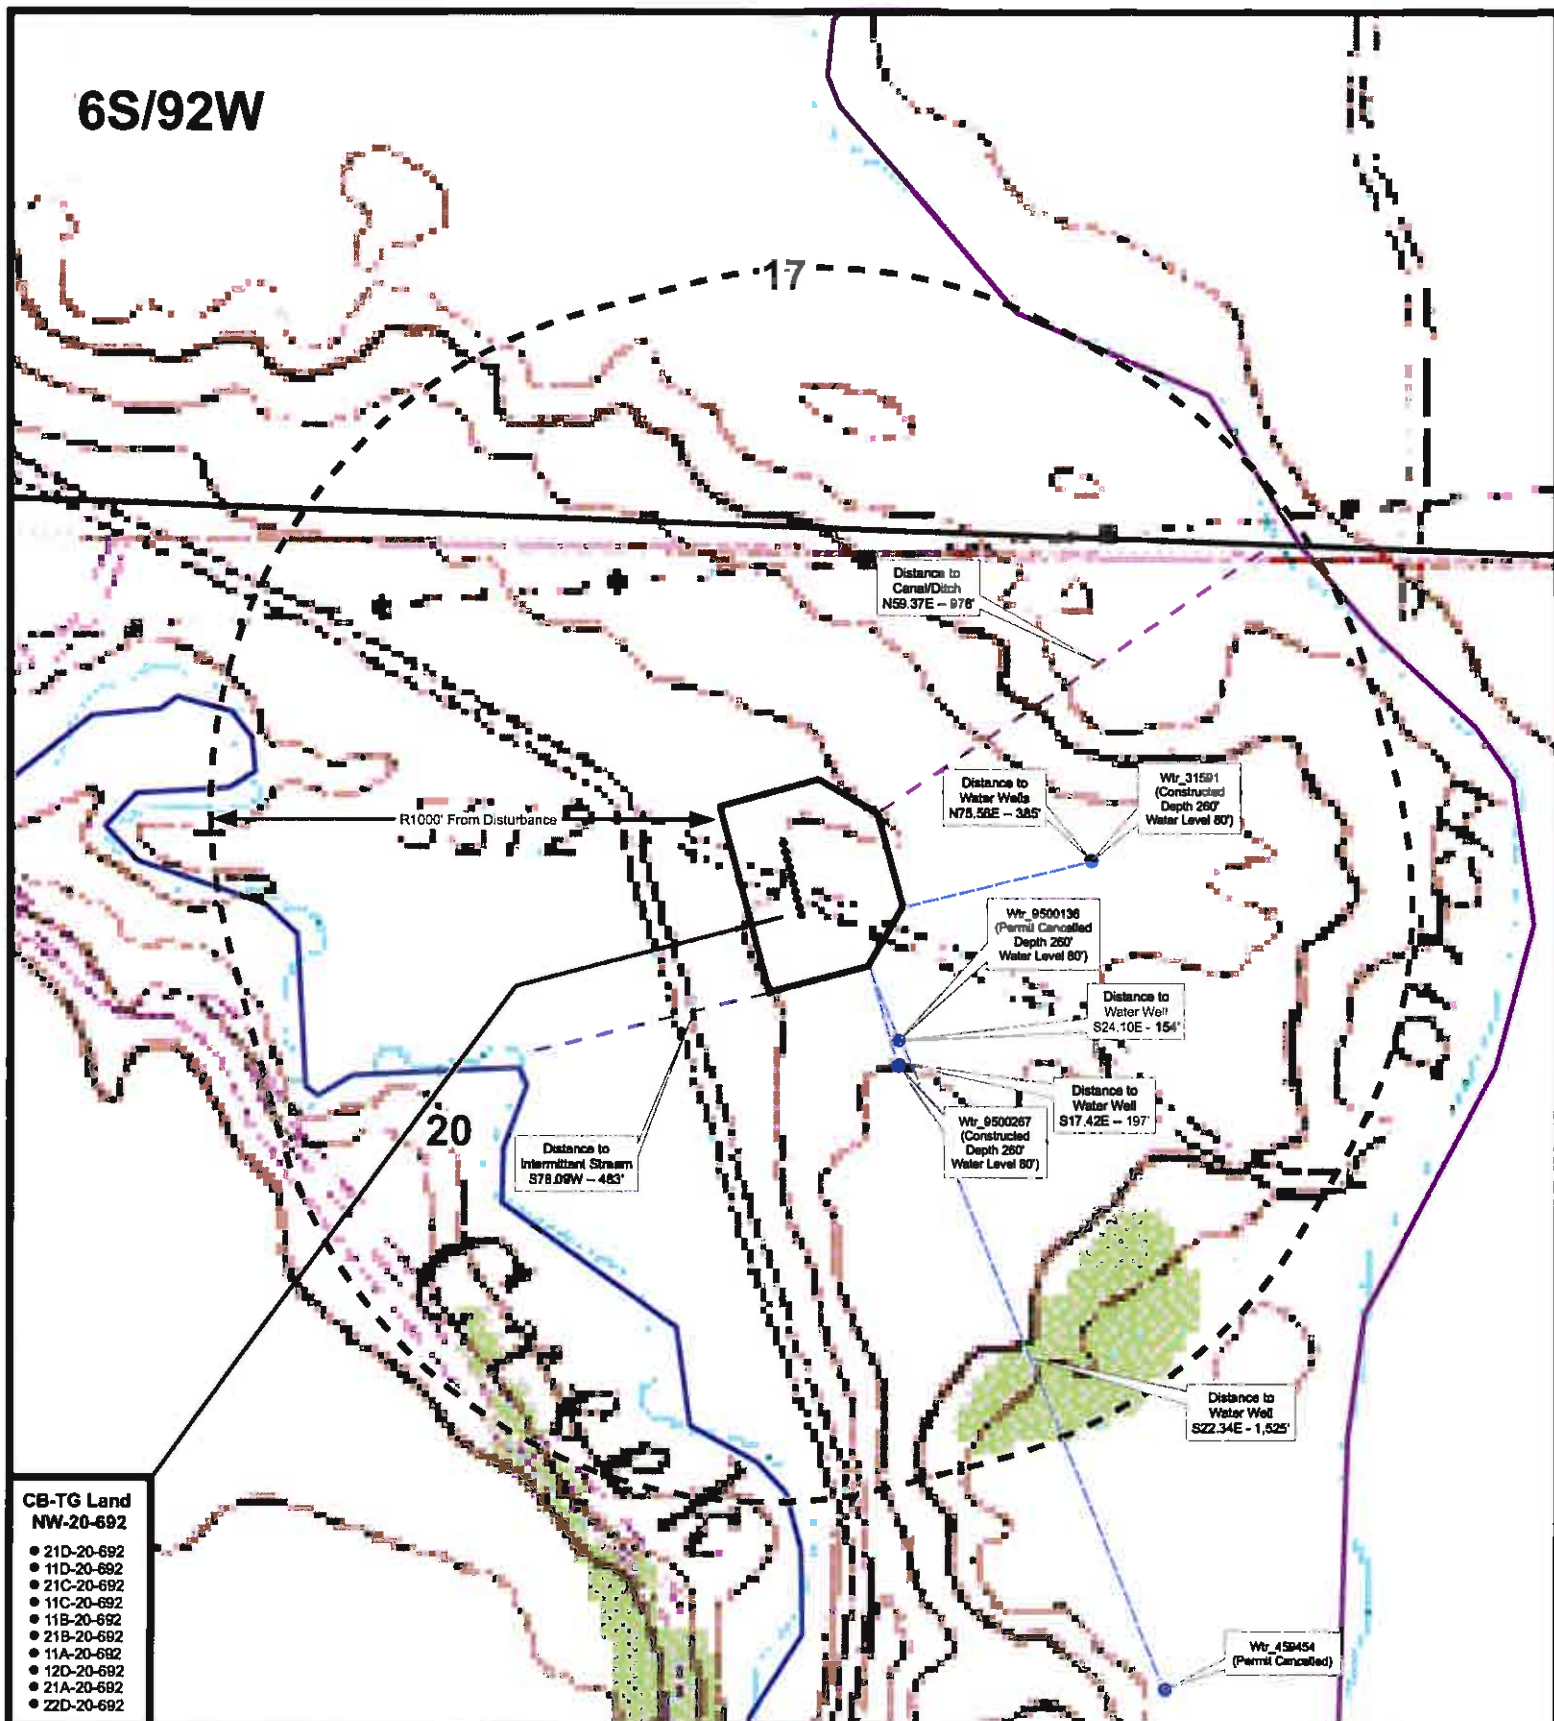 6S/92W
17
Distance to
Canal/Ditch
N59.37E -- 978'
Distance to
Water Wells
N75.58E -- 385'
Wtr_31591
(Constructed
Depth 260'
Water Level 80')
R1000' From Disturbance
Wtr_9500136
(Permit Cancelled
Depth 260'
Water Level 80')
Distance to
Water Well
S24.10E - 154'
Distance to
Water Well
S17.42E -- 197'
Wtr_9500267
(Constructed
Depth 260'
Water Level 80')
20
Distance to
Intermittent Stream
S78.09W -- 483'
Creek
Distance to
Water Well
S22.34E - 1,525'
Wtr_459454
(Permit Cancelled)
CB-TG Land
NW-20-692
● 21D-20-692
● 11D-20-692
● 21C-20-692
● 11C-20-692
● 11B-20-692
● 21B-20-692
● 11A-20-692
● 12D-20-692
● 21A-20-692
● 22D-20-692